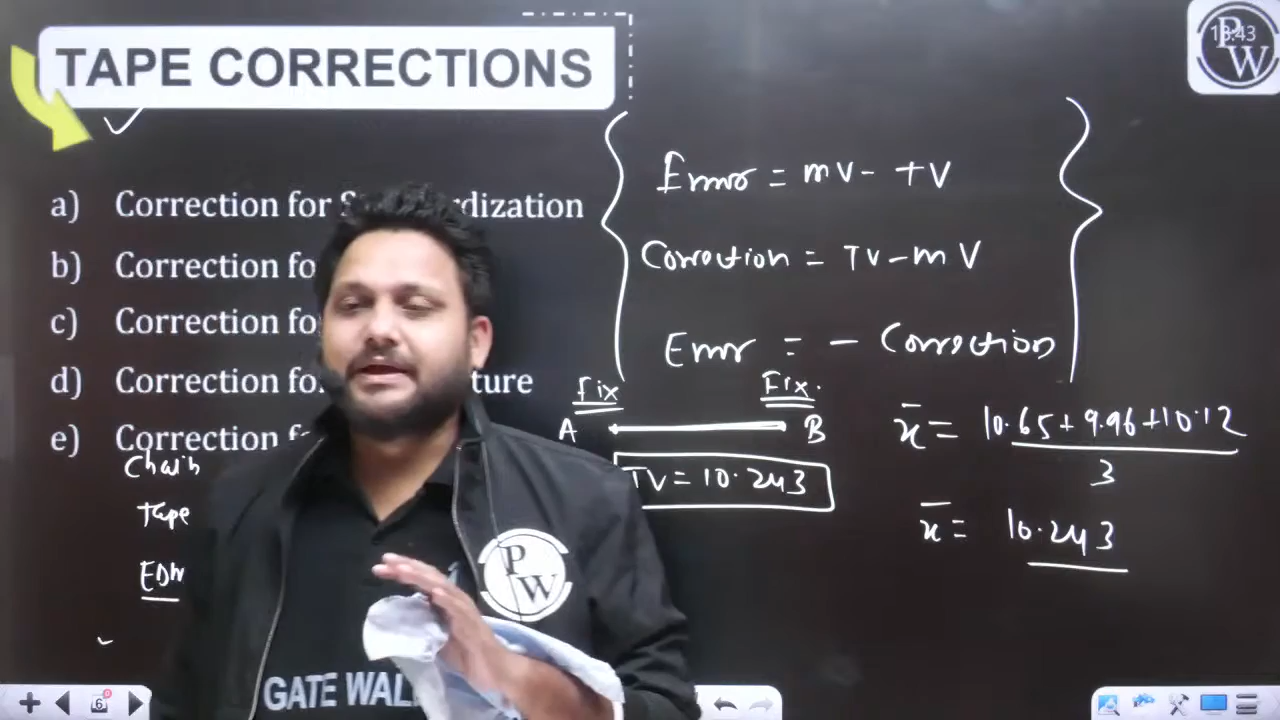 TAPE CORRECTIONS
PW
a) Correction for
b) Correction fo
c) Correction fo
d) Correction fo ture
e) Correction f
Chain
Tape
EDM
Error = mV - TV
Correction = TV - mV
Error = - Correction
Fix Fix.
A B
TV = 10.243
x̄ = 10.65 + 9.96 + 10.12
3
x̄ = 10.243
PW
GATE WAL
6